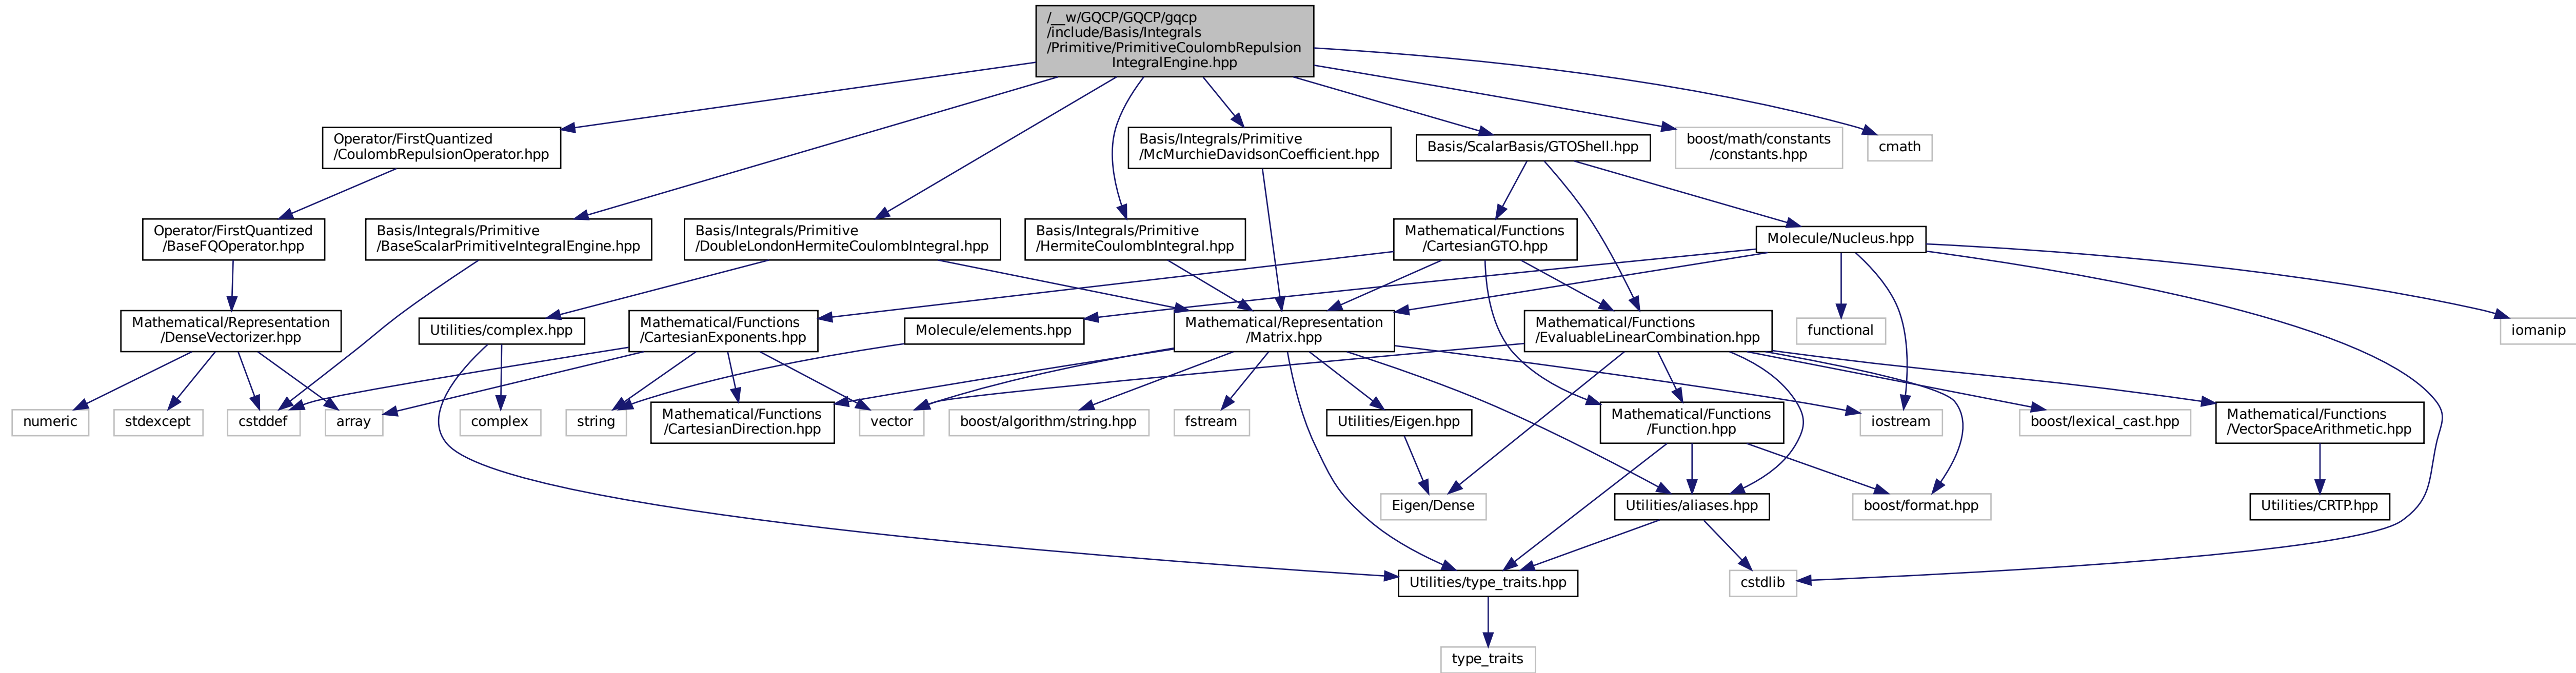 /__w/GQCP/GQCP/gqcp
/include/Basis/Integrals
/Primitive/PrimitiveCoulombRepulsion
IntegralEngine.hpp
Operator/FirstQuantized
/CoulombRepulsionOperator.hpp
Basis/Integrals/Primitive
/McMurchieDavidsonCoefficient.hpp
Basis/ScalarBasis/GTOShell.hpp
boost/math/constants
/constants.hpp
cmath
Operator/FirstQuantized
/BaseFQOperator.hpp
Basis/Integrals/Primitive
/BaseScalarPrimitiveIntegralEngine.hpp
Basis/Integrals/Primitive
/DoubleLondonHermiteCoulombIntegral.hpp
Basis/Integrals/Primitive
/HermiteCoulombIntegral.hpp
Mathematical/Functions
/CartesianGTO.hpp
Molecule/Nucleus.hpp
Mathematical/Representation
/DenseVectorizer.hpp
Utilities/complex.hpp
Mathematical/Functions
/CartesianExponents.hpp
Molecule/elements.hpp
Mathematical/Representation
/Matrix.hpp
Mathematical/Functions
/EvaluableLinearCombination.hpp
functional
iomanip
numeric
stdexcept
cstddef
array
complex
string
Mathematical/Functions
/CartesianDirection.hpp
vector
boost/algorithm/string.hpp
fstream
Utilities/Eigen.hpp
Mathematical/Functions
/Function.hpp
iostream
boost/lexical_cast.hpp
Mathematical/Functions
/VectorSpaceArithmetic.hpp
Eigen/Dense
Utilities/aliases.hpp
boost/format.hpp
Utilities/CRTP.hpp
Utilities/type_traits.hpp
cstdlib
type_traits